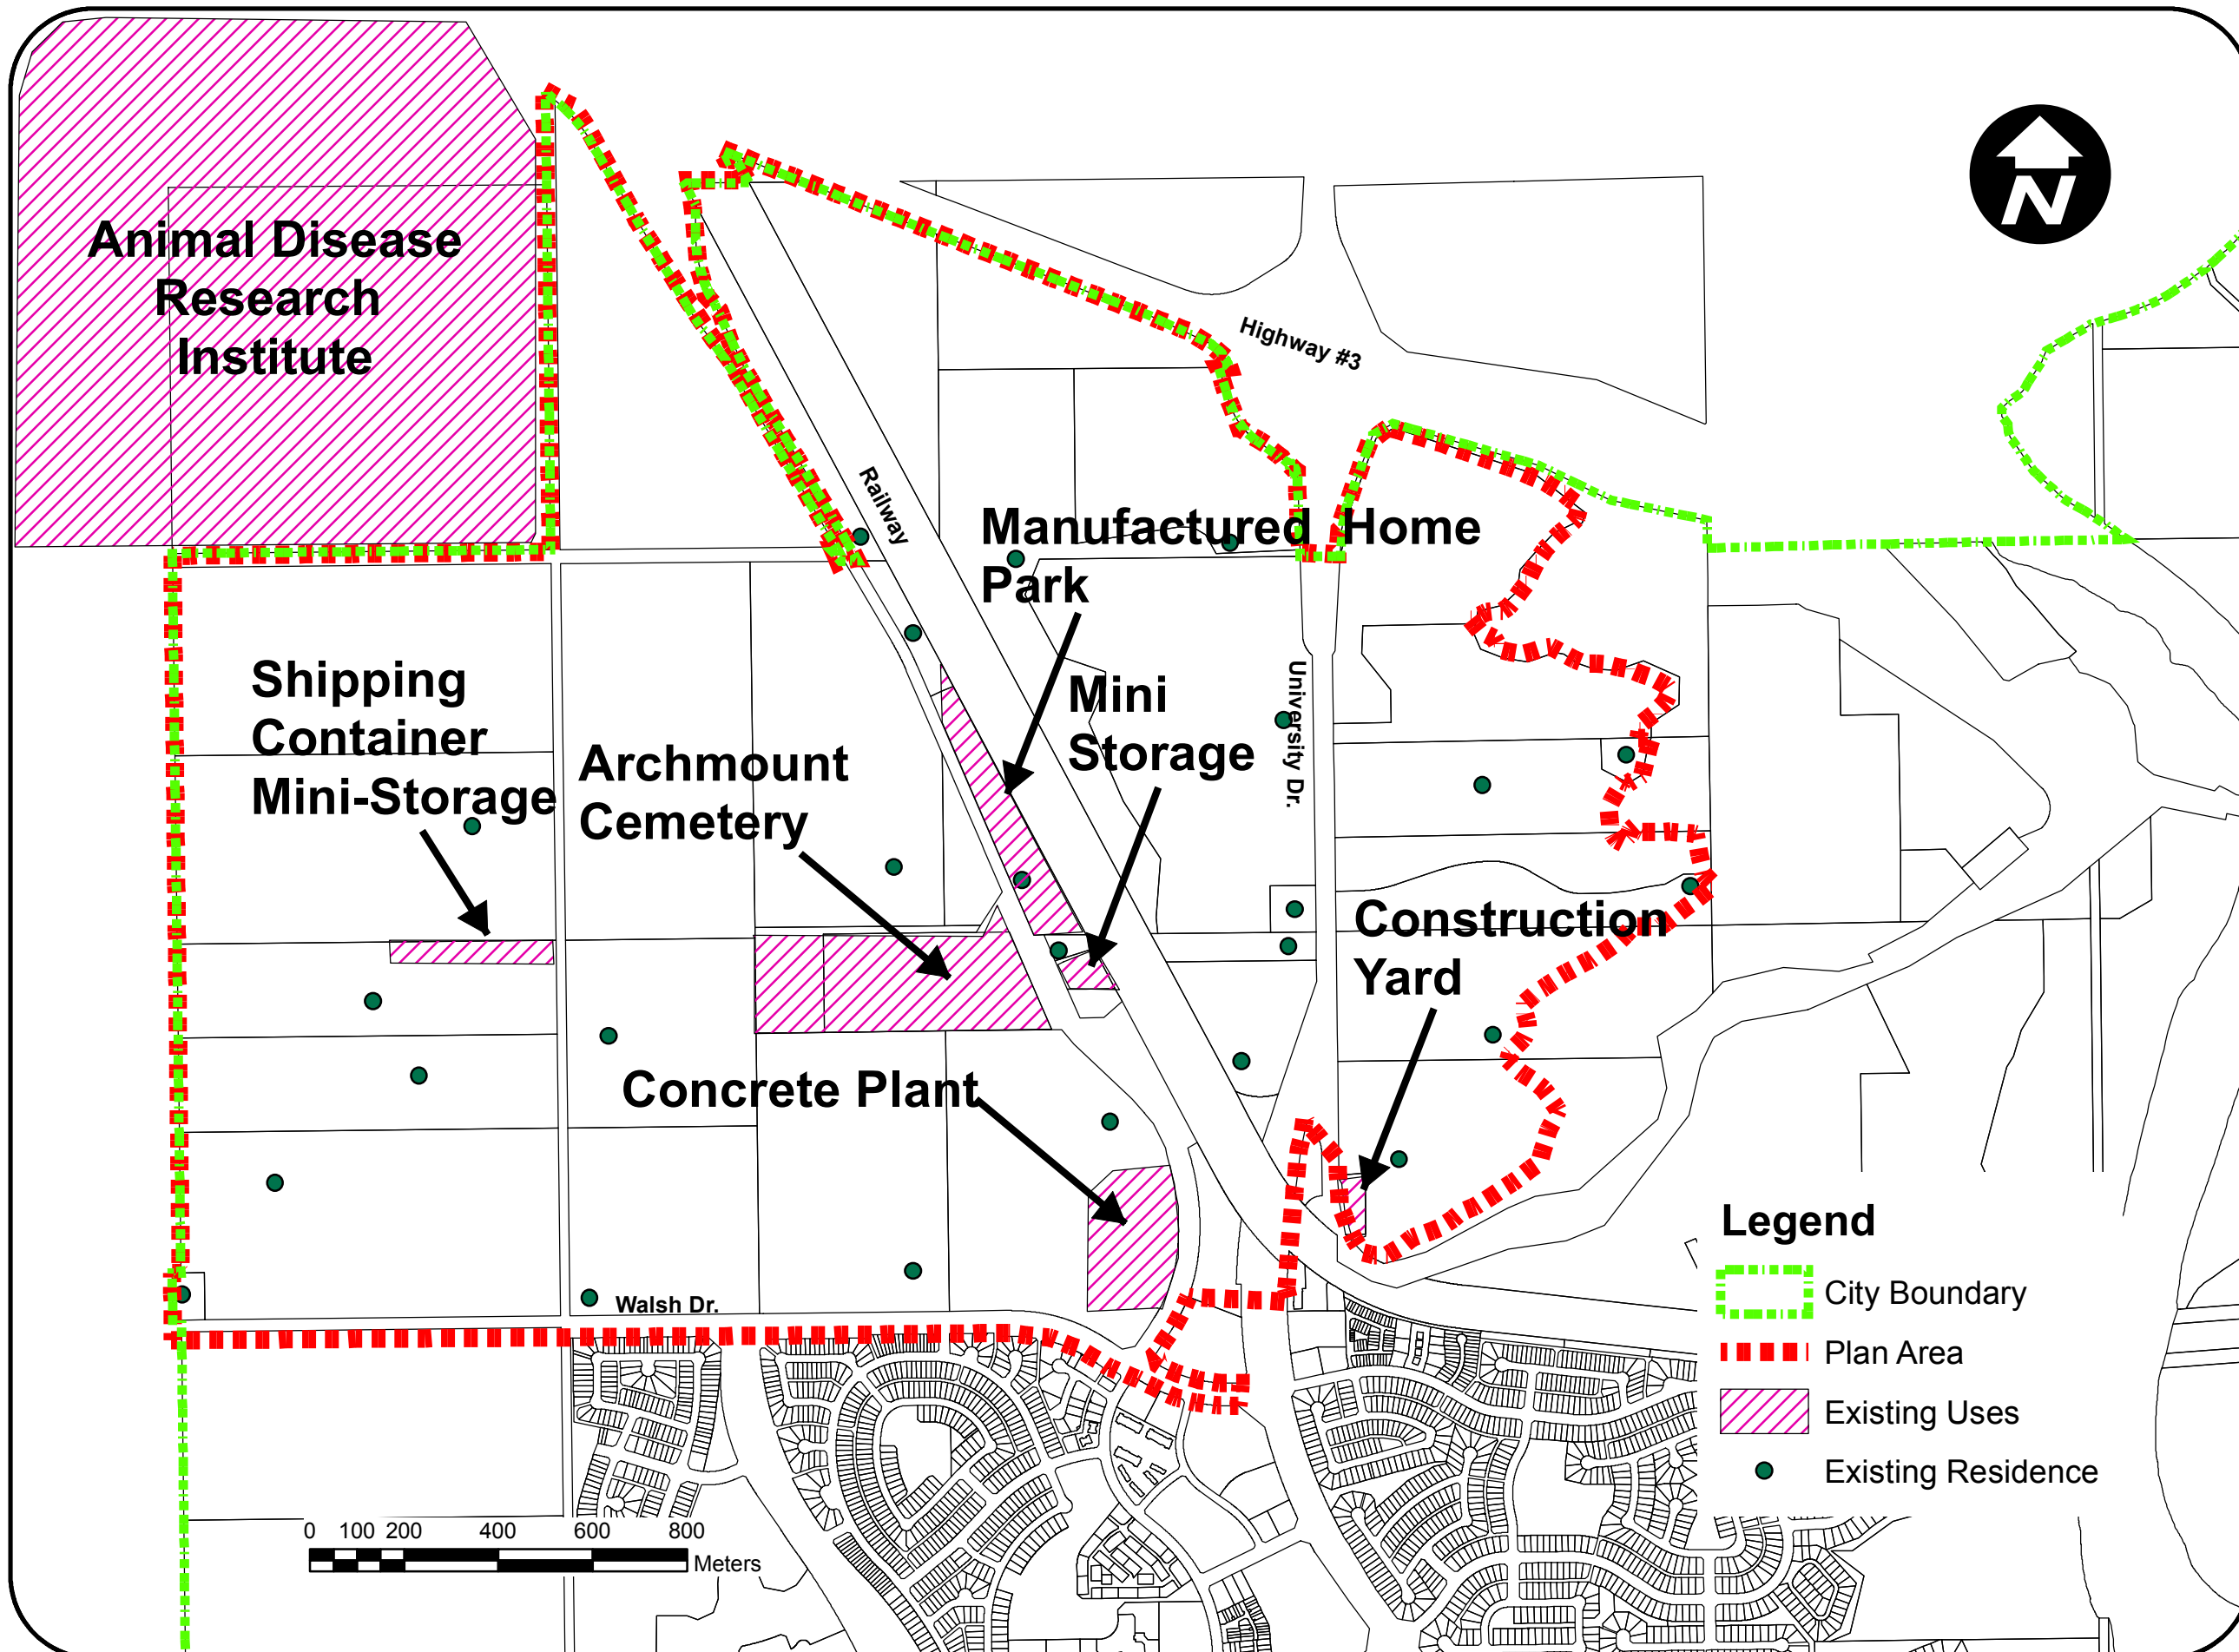 N
Animal Disease
Research
Institute
Highway #3
Railway
Manufactured Home
Park
Shipping
Container
Mini-Storage
Archmount
Cemetery
Mini
Storage
University Dr.
Construction
Yard
Concrete Plant
Walsh Dr.
Legend
City Boundary
Plan Area
Existing Uses
Existing Residence
0 100 200 400 600 800
Meters